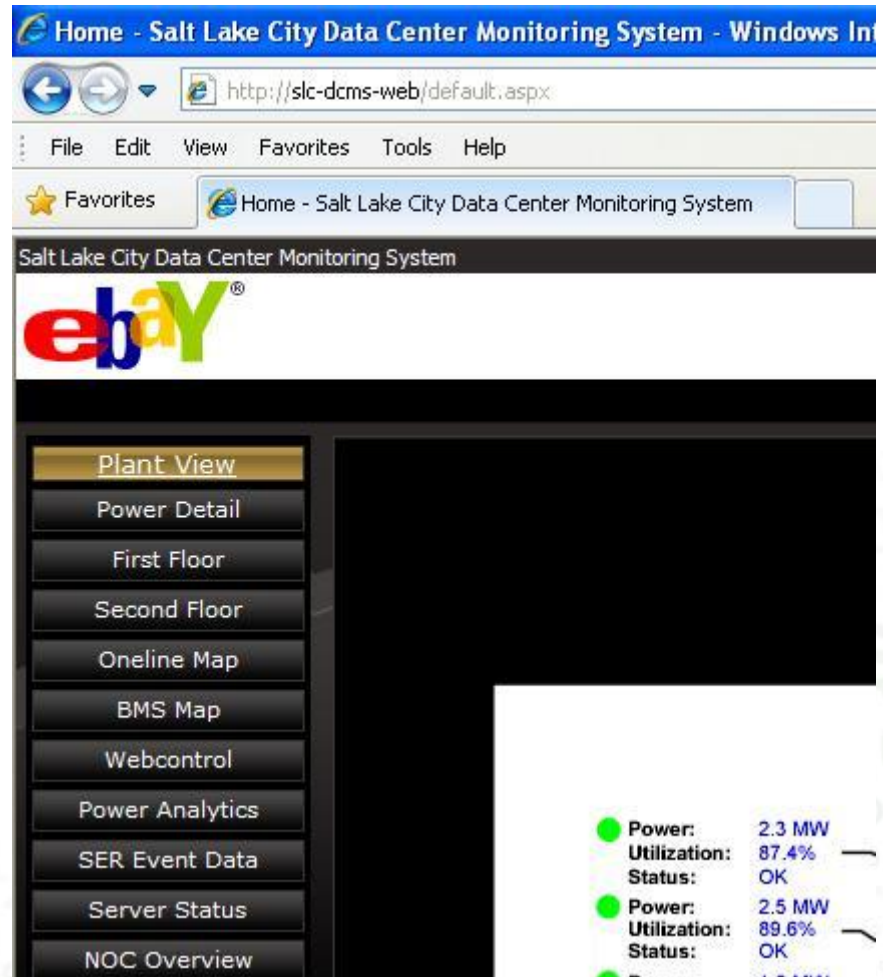 Home - Salt Lake City Data Center Monitoring System - Windows
http://slc-dcms-web/default.aspx
File Edit View Favorites Tools Help
Favorites
Home - Salt Lake City Data Center Monitoring System
Salt Lake City Data Center Monitoring System
ebaY®
Plant View
Power Detail
First Floor
Second Floor
Oneline Map
BMS Map
Webcontrol
Power Analytics
SER Event Data
Server Status
NOC Overview
Power: 2.3 MW
Utilization: 87.4%
Status: OK
Power: 2.5 MW
Utilization: 89.6%
Status: OK